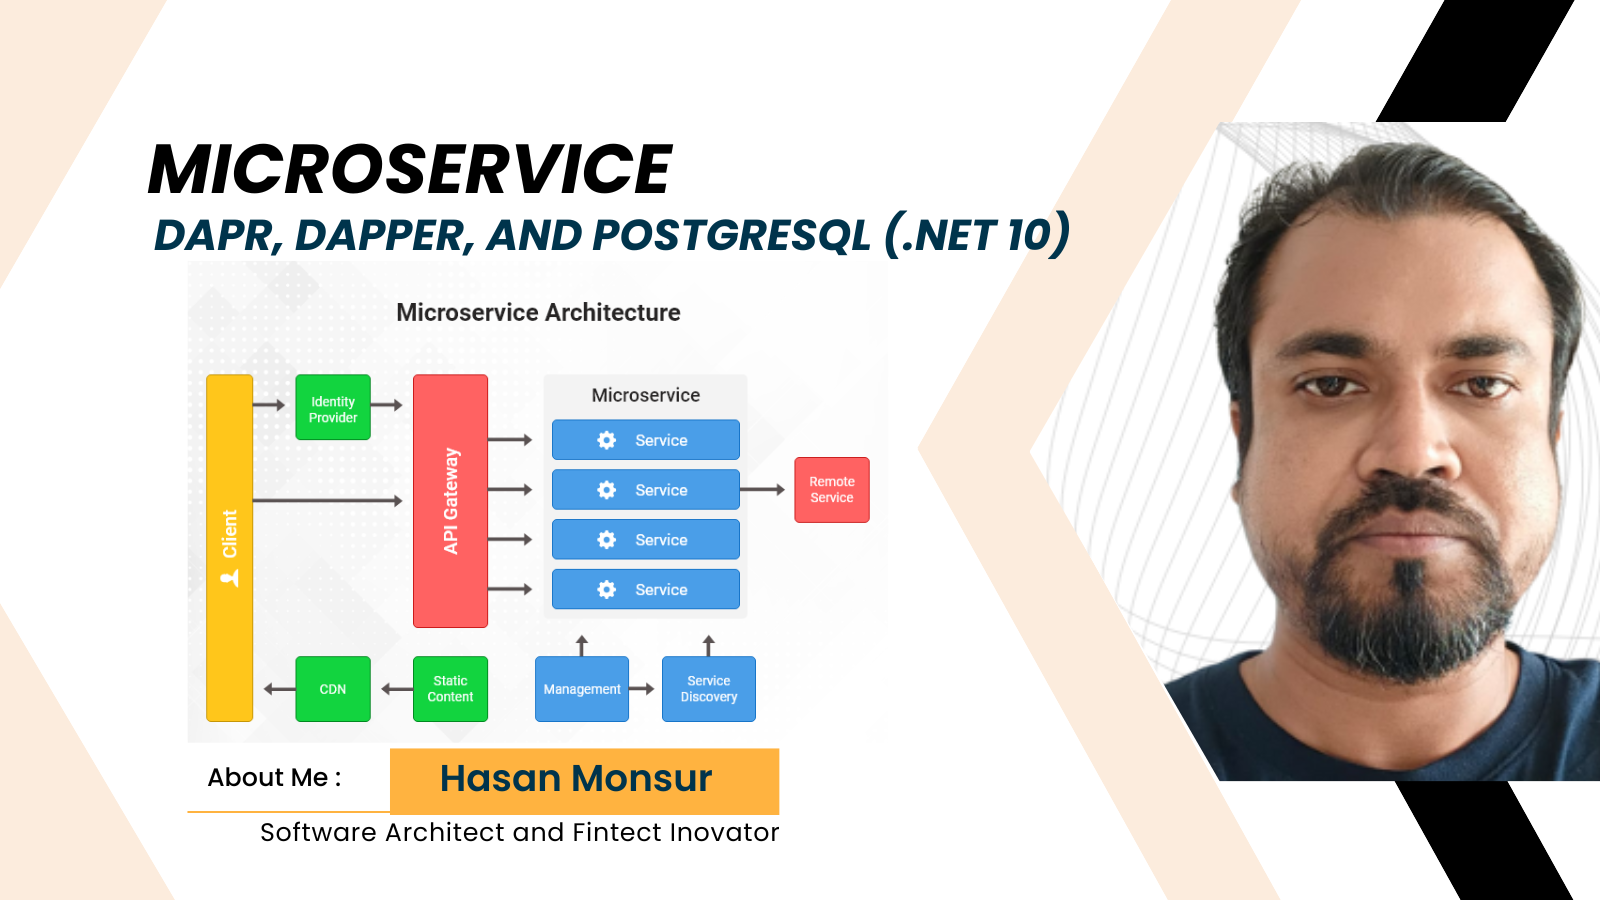 MICROSERVICE
DAPR, DAPPER, AND POSTGRESQL (.NET 10)
Microservice Architecture
Client
Identity
Provider
API Gateway
Microservice
Service
Service
Service
Service
Remote
Service
CDN
Static
Content
Management
Service
Discovery
About Me :
Hasan Monsur
Software Architect and Fintect Inovator